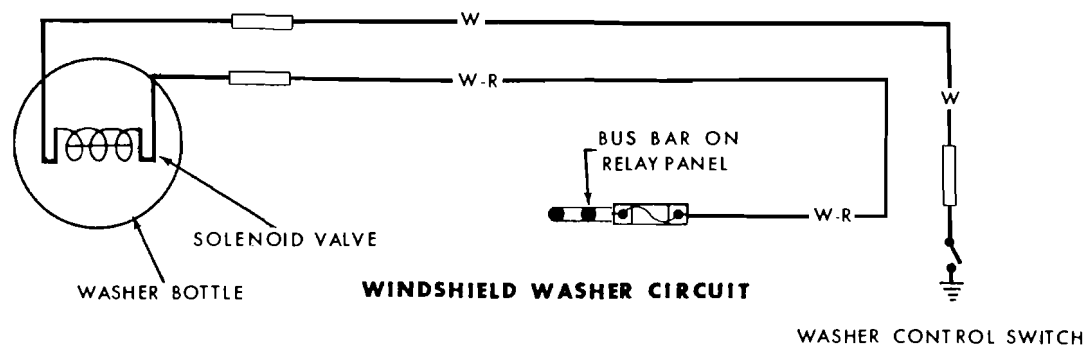 W
W-R
W
BUS BAR ON
RELAY PANEL
W-R
SOLENOID VALVE
WASHER BOTTLE
WINDSHIELD WASHER CIRCUIT
WASHER CONTROL SWITCH